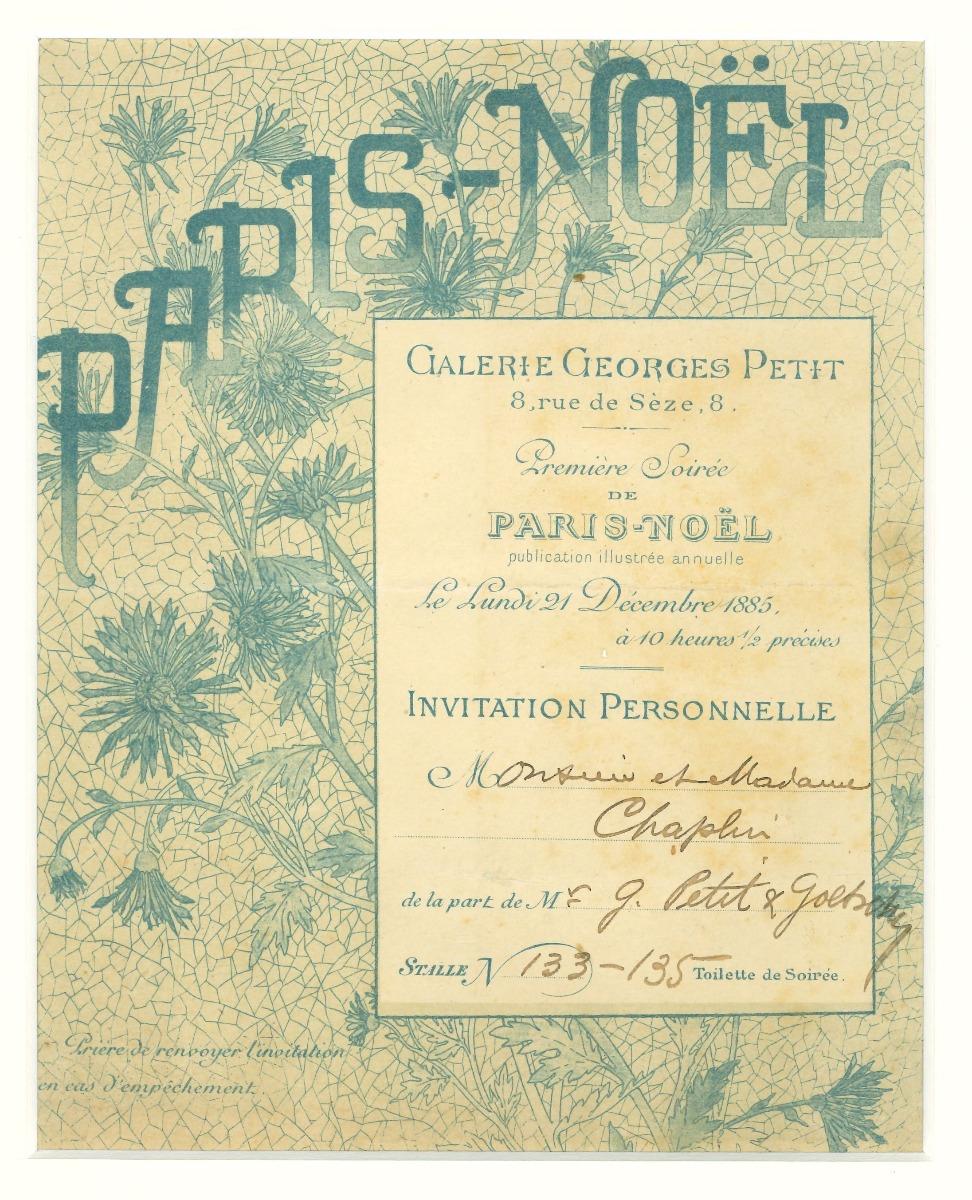 PARIS-NOËL
GALERIE GEORGES PETIT
8, rue de Sèze, 8.
Première Soirée
DE
PARIS-NOËL
publication illustrée annuelle
Le Lundi 21 Décembre 1885,
à 10 heures 1/2 précises
INVITATION PERSONNELLE
Monsieur et Madame
Chaplin
de la part de Mr G. Petit &
STALLE N 133-135 Toilette de Soirée.
Prière de renvoyer l'invitation
en cas d'empêchement.